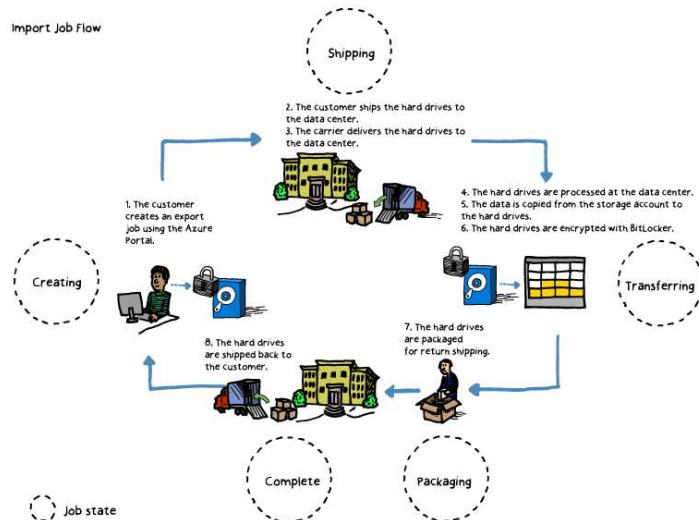 Import Job Flow
Shipping
2. The customer ships the hard drives to
the data center.
3. The carrier delivers the hard drives to
the data center.
1. The customer
creates an export
job using the Azure
Portal.
4. The hard drives are processed at the data center.
5. The data is copied from the storage account to
the hard drives.
6. The hard drives are encrypted with BitLocker.
Creating
Transferring
7. The hard drives
are packaged
for return shipping.
8. The hard drives
are shipped back to
the customer.
Complete
Packaging
Job state